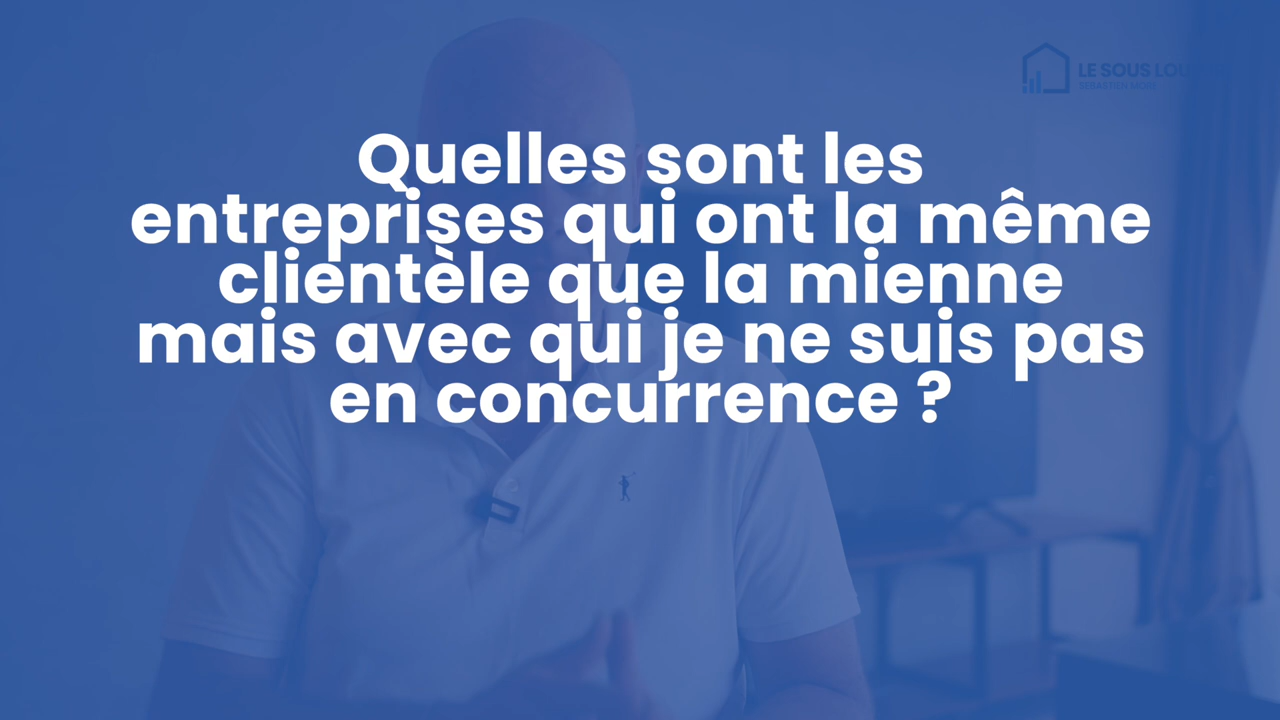 LE SOUS
Quelles sont les
entreprises qui ont la même
clientèle que la mienne
mais avec qui je ne suis pas
en concurrence ?